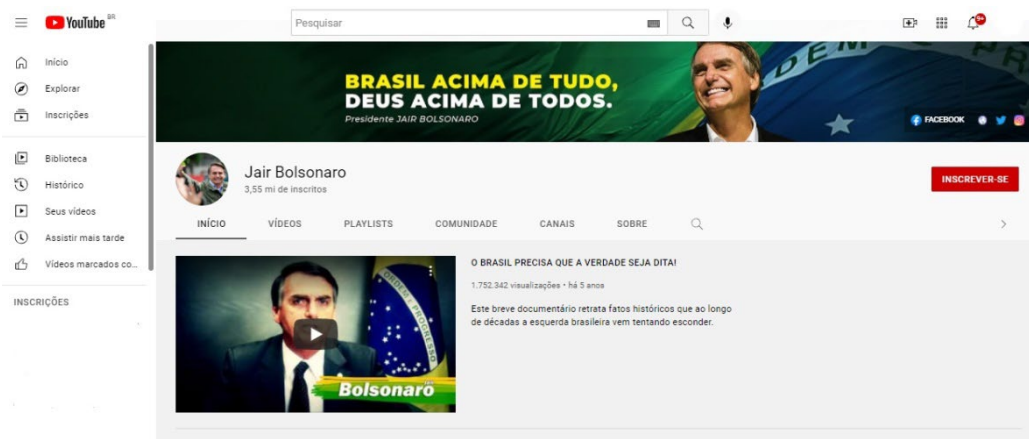 YouTube BR
Pesquisar
9+
Início
Explorar
Inscrições
Biblioteca
Histórico
Seus vídeos
Assistir mais tarde
Vídeos marcados co...
INSCRIÇÕES
BRASIL ACIMA DE TUDO,
DEUS ACIMA DE TODOS.
Presidente JAIR BOLSONARO
FACEBOOK
Jair Bolsonaro
3,55 mi de inscritos
INSCREVER-SE
INÍCIO VÍDEOS PLAYLISTS COMUNIDADE CANAIS SOBRE
ORDEM E PROGRESSO
Bolsonaro
O BRASIL PRECISA QUE A VERDADE SEJA DITA!
1.752.342 visualizações • há 5 anos
Este breve documentário retrata fatos históricos que ao longo
de décadas a esquerda brasileira vem tentando esconder.